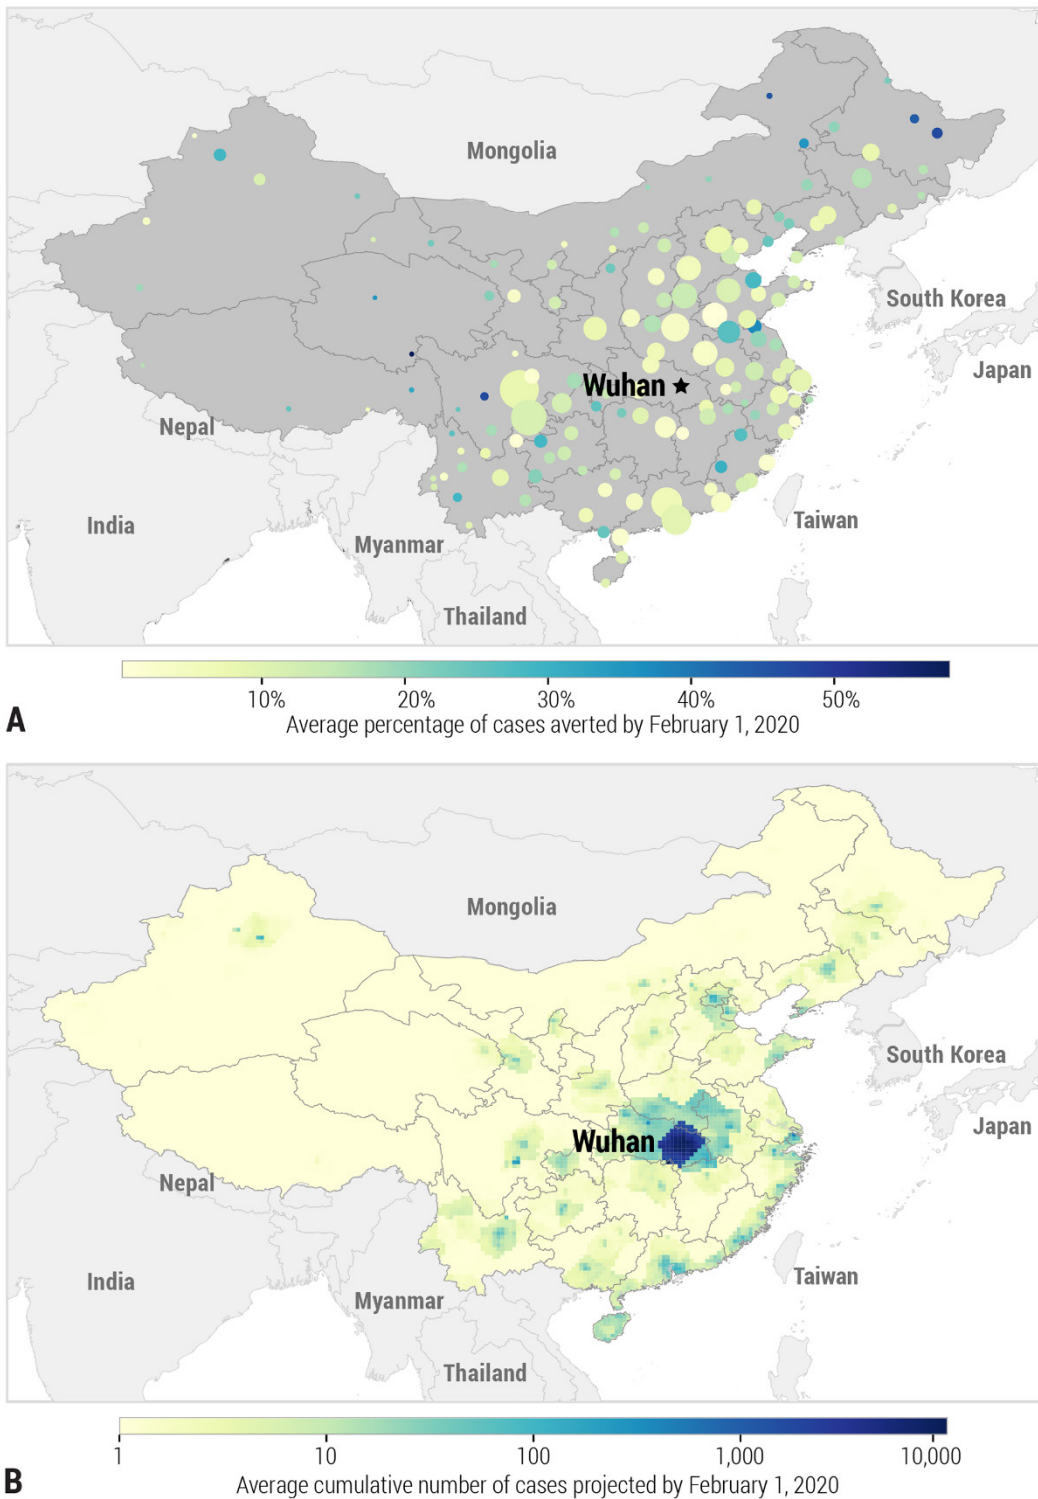 Mongolia
South Korea
Japan
Wuhan
Nepal
India
Taiwan
Myanmar
Thailand
10% 20% 30% 40% 50%
A Average percentage of cases averted by February 1, 2020
Mongolia
South Korea
Japan
Wuhan
Nepal
India
Taiwan
Myanmar
Thailand
1 10 100 1,000 10,000
B Average cumulative number of cases projected by February 1, 2020